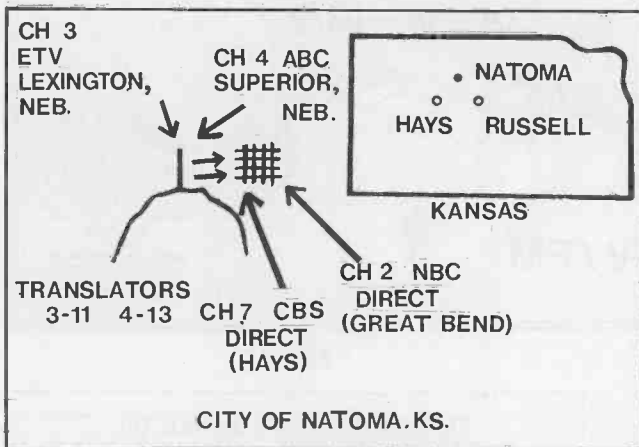 CH 3
ETV
LEXINGTON,
NEB.
CH 4 ABC
SUPERIOR,
NEB.
NATOMA
HAYS
RUSSELL
KANSAS
TRANSLATORS
3-11 4-13
CH 7 CBS
DIRECT
(HAYS)
CH 2 NBC
DIRECT
(GREAT BEND)
CITY OF NATOMA, KS.